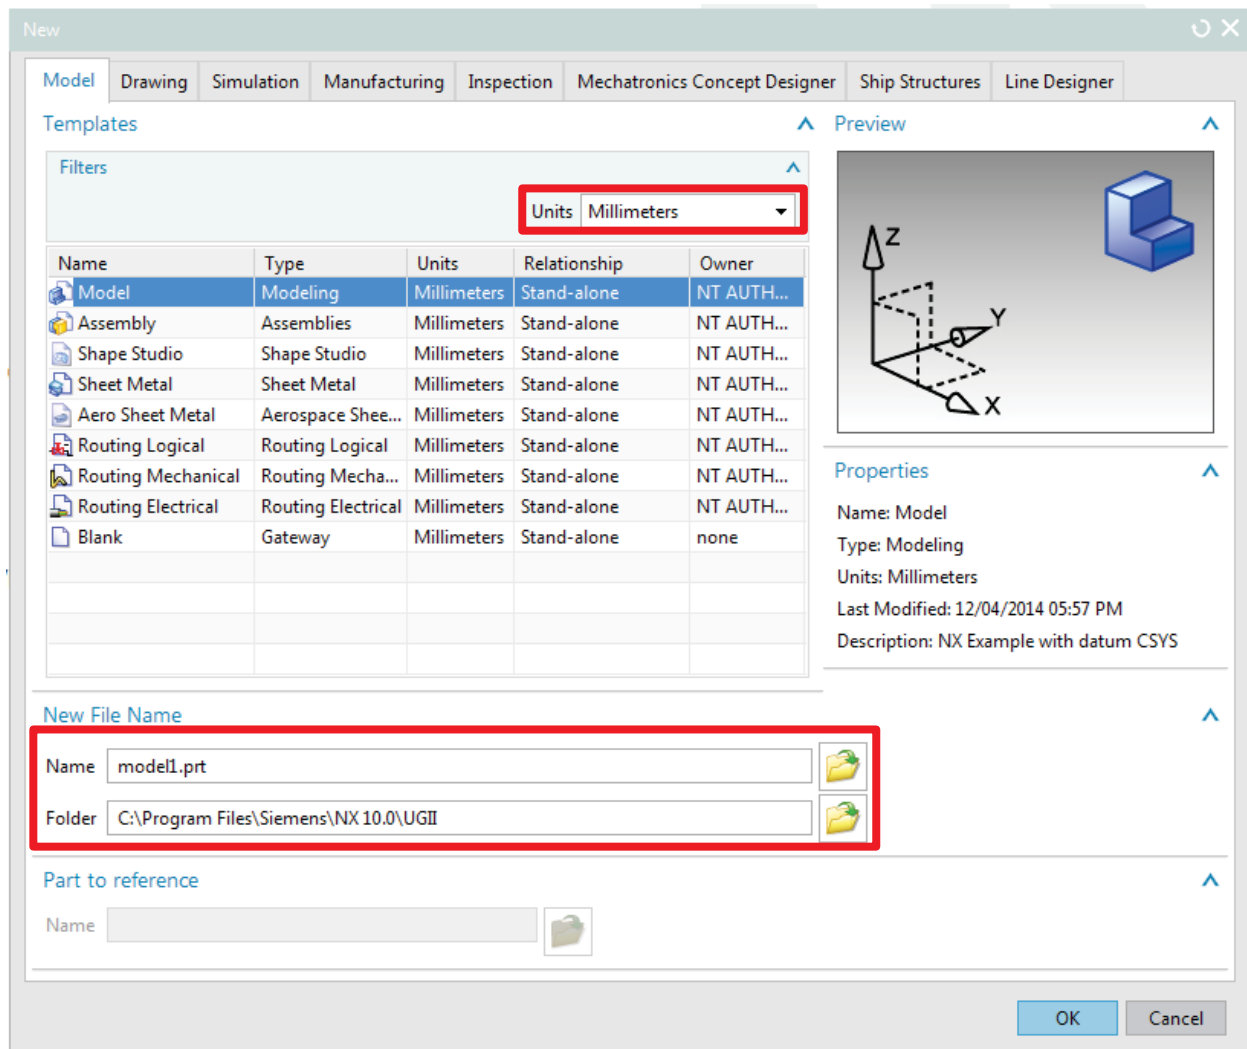 New
Model Drawing Simulation Manufacturing Inspection Mechatronics Concept Designer Ship Structures Line Designer
Templates
Filters
Units Millimeters
Name Type Units Relationship Owner
Model Modeling Millimeters Stand-alone NT AUTH...
Assembly Assemblies Millimeters Stand-alone NT AUTH...
Shape Studio Shape Studio Millimeters Stand-alone NT AUTH...
Sheet Metal Sheet Metal Millimeters Stand-alone NT AUTH...
Aero Sheet Metal Aerospace Shee... Millimeters Stand-alone NT AUTH...
Routing Logical Routing Logical Millimeters Stand-alone NT AUTH...
Routing Mechanical Routing Mecha... Millimeters Stand-alone NT AUTH...
Routing Electrical Routing Electrical Millimeters Stand-alone NT AUTH...
Blank Gateway Millimeters Stand-alone none
Preview
Z
Y
X
Properties
Name: Model
Type: Modeling
Units: Millimeters
Last Modified: 12/04/2014 05:57 PM
Description: NX Example with datum CSYS
New File Name
Name model1.prt
Folder C:\Program Files\Siemens\NX 10.0\UGII
Part to reference
Name
OK Cancel